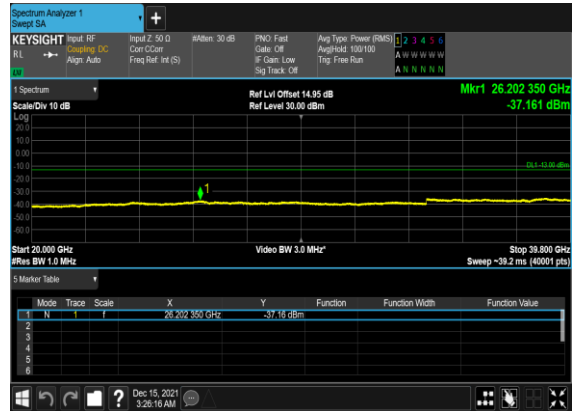 Spectrum Analyzer 1
Swept SA
+
KEYSIGHT Input: RF Input Z: 50 Ω #Atten: 30 dB PNO: Fast Avg Type: Power (RMS) 1 2 3 4 5 6
RL Coupling: DC Corr CCorr Gate: Off Avg|Hold: 100/100 A W W W W W
Align: Auto Freq Ref: Int (S) IF Gain: Low Trig: Free Run
LW Sig Track: Off A N N N N N
1 Spectrum Ref Lvl Offset 14.95 dB Mkr1 26.202 350 GHz
Scale/Div 10 dB Ref Level 30.00 dBm -37.161 dBm
Log
20.0
10.0
0.00
-10.0 DL1 -13.00 dBm
-20.0
-30.0 1
-40.0
-50.0
-60.0
Start 20.000 GHz Video BW 3.0 MHz* Stop 39.800 GHz
#Res BW 1.0 MHz Sweep ~39.2 ms (40001 pts)
5 Marker Table
Mode Trace Scale X Y Function Function Width Function Value
1 N 1 f 26.202 350 GHz -37.16 dBm
2
3
4
5
6
? Dec 15, 2021
3:26:16 AM